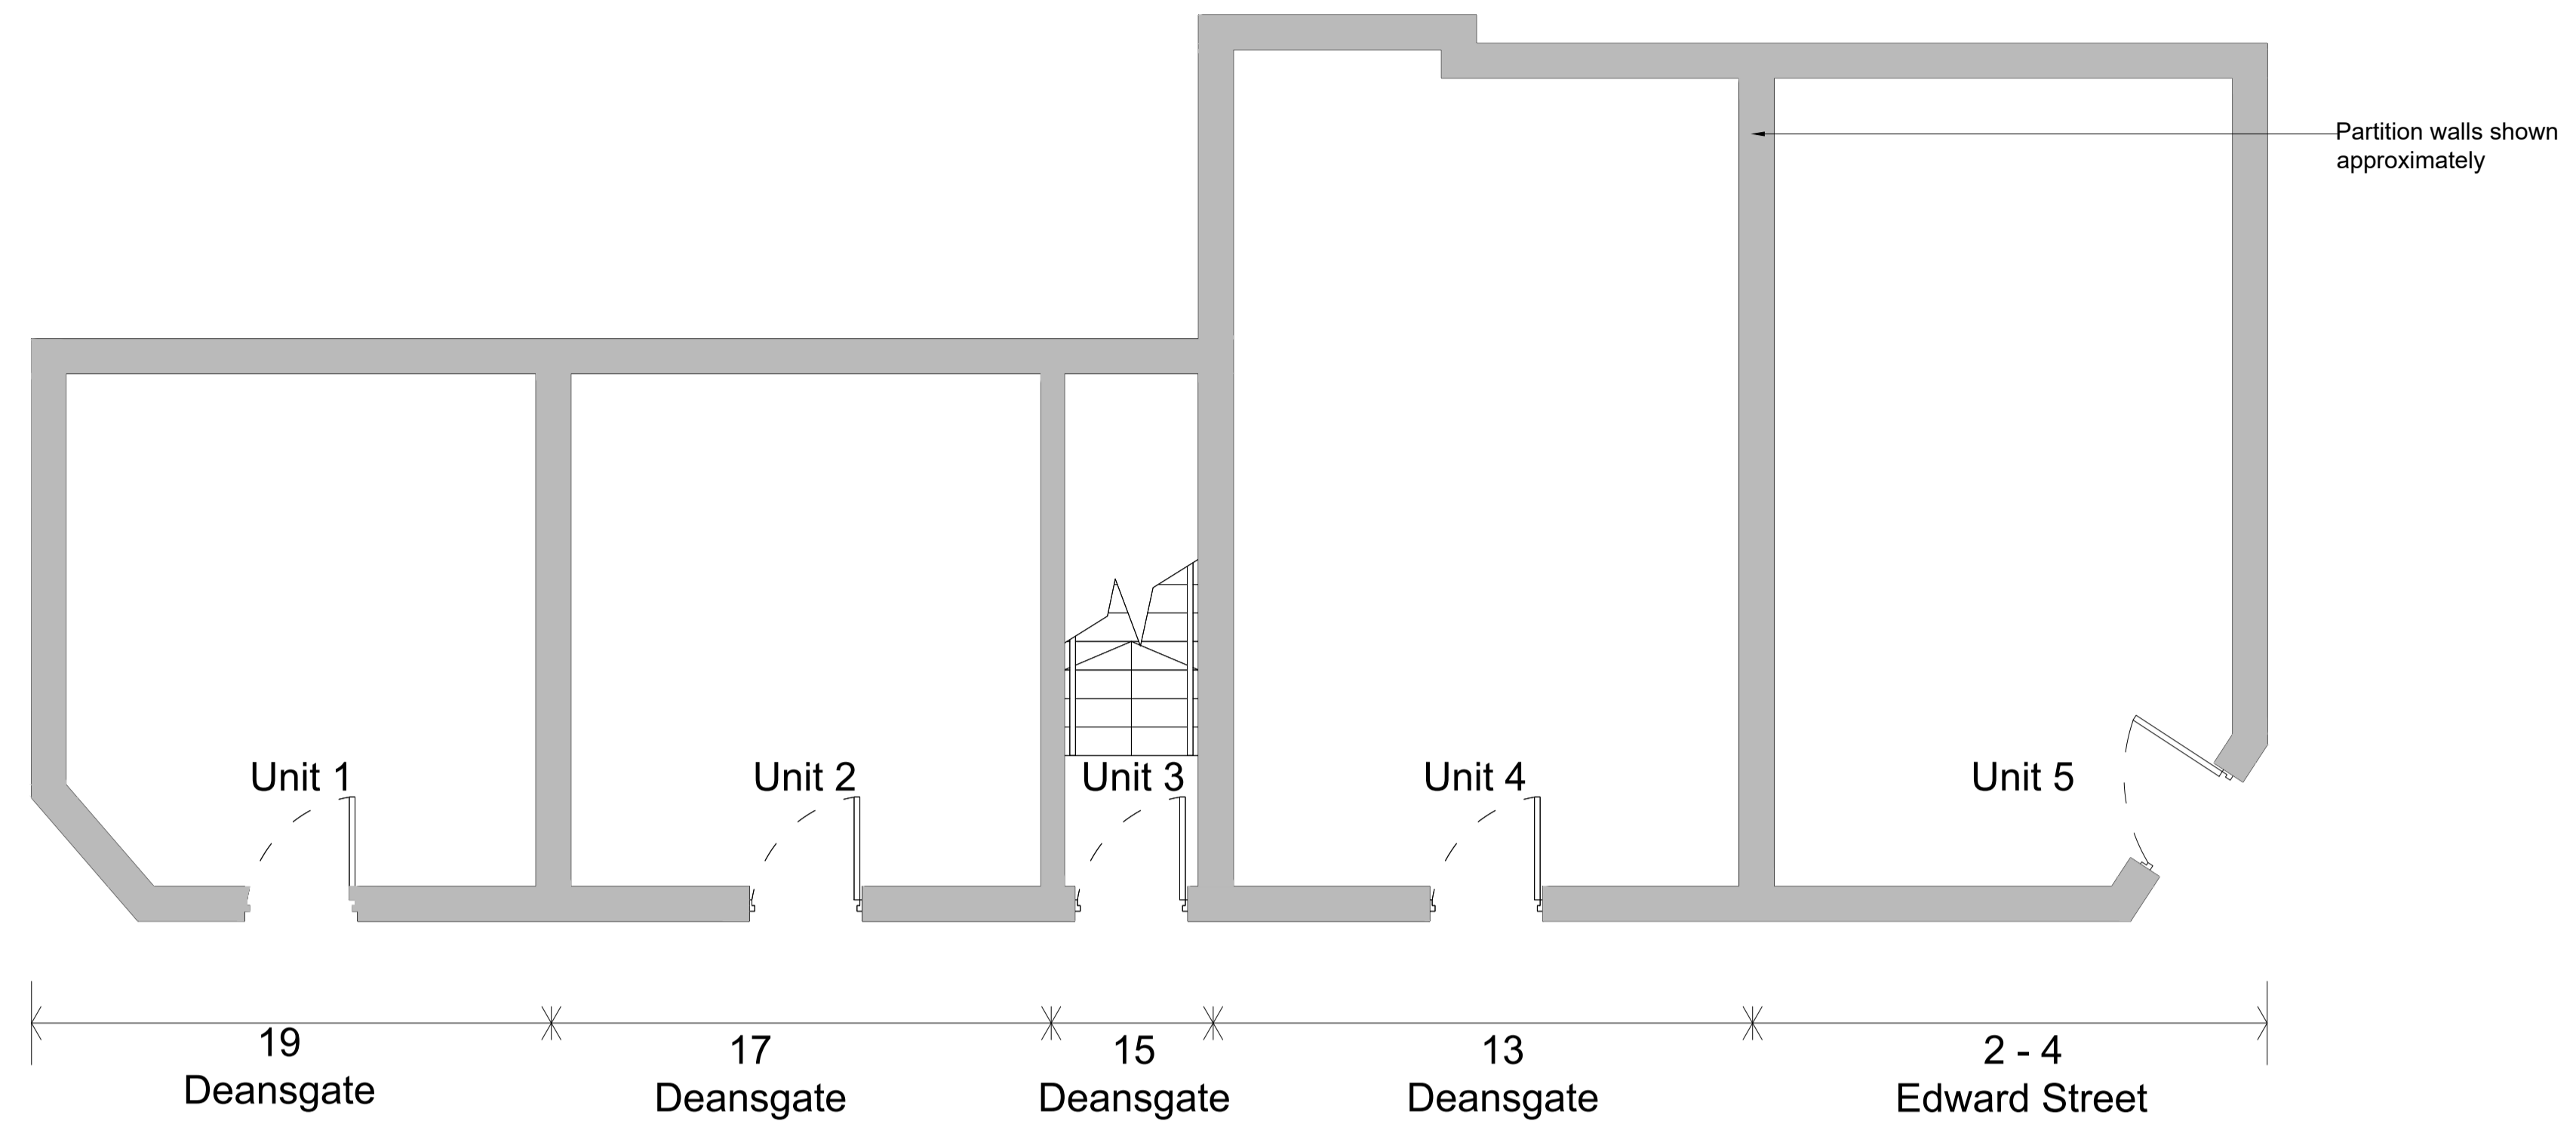 Partition walls shown
approximately
Unit 1
Unit 2
Unit 3
Unit 4
Unit 5
19
Deansgate
17
Deansgate
15
Deansgate
13
Deansgate
2 - 4
Edward Street